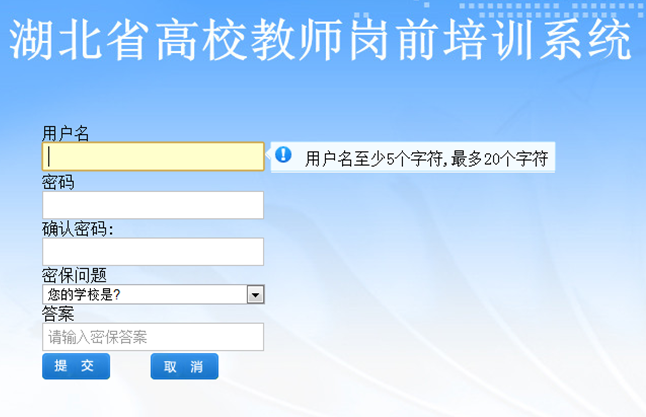 湖北省高校教师岗前培训系统
用户名
用户名至少5个字符,最多20个字符
密码
确认密码:
密保问题
您的学校是?
答案
请输入密保答案
提 交 取 消